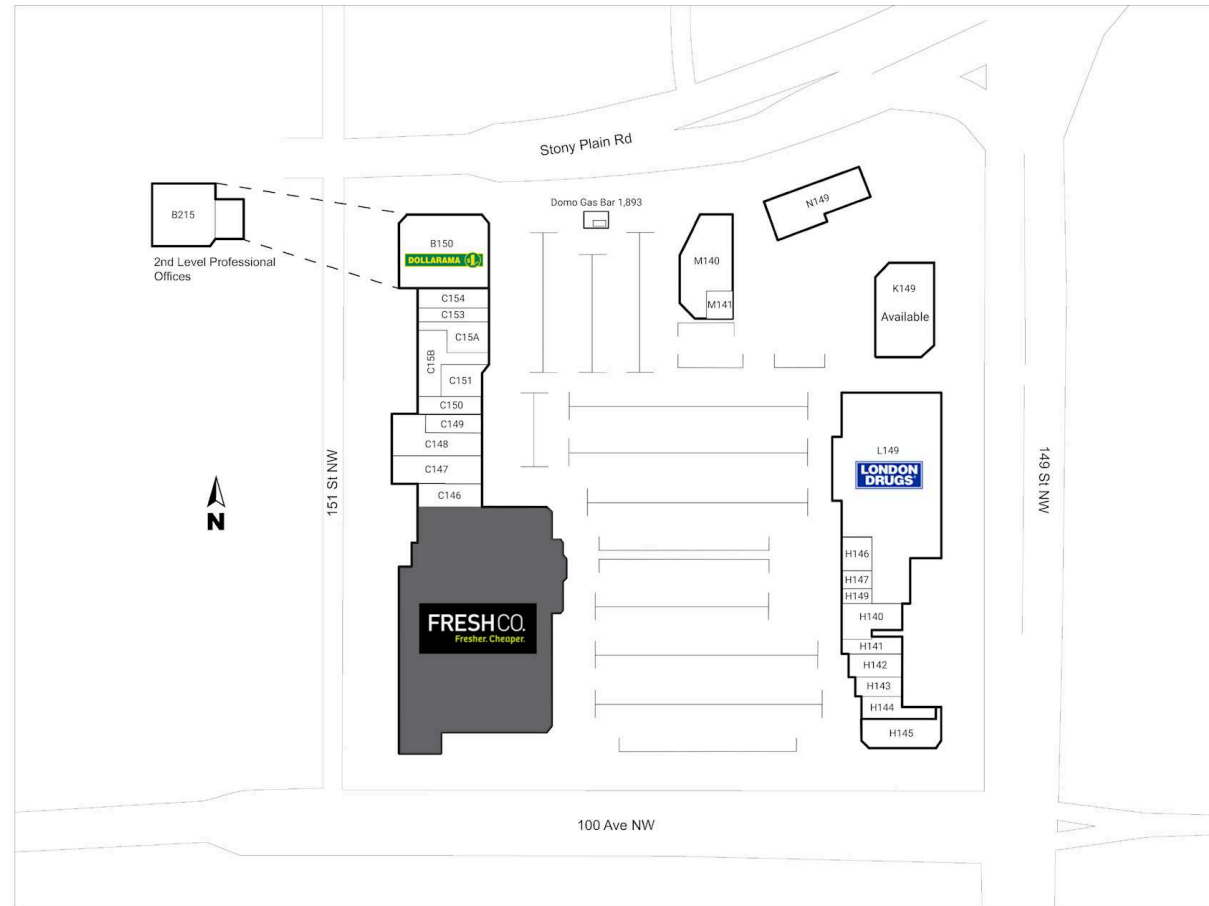 Stony Plain Rd
Domo Gas Bar 1,893
N149
B215
2nd Level Professional
Offices
B150
DOLLARAMA
M140
M141
K149
Available
C154
C153
C15A
C15B
C151
C150
C149
C148
C147
C146
L149
LONDON
DRUGS
151 St NW
149 St NW
N
H146
H147
H149
H140
H141
H142
H143
H144
H145
FRESHCO.
Fresher. Cheaper.
100 Ave NW